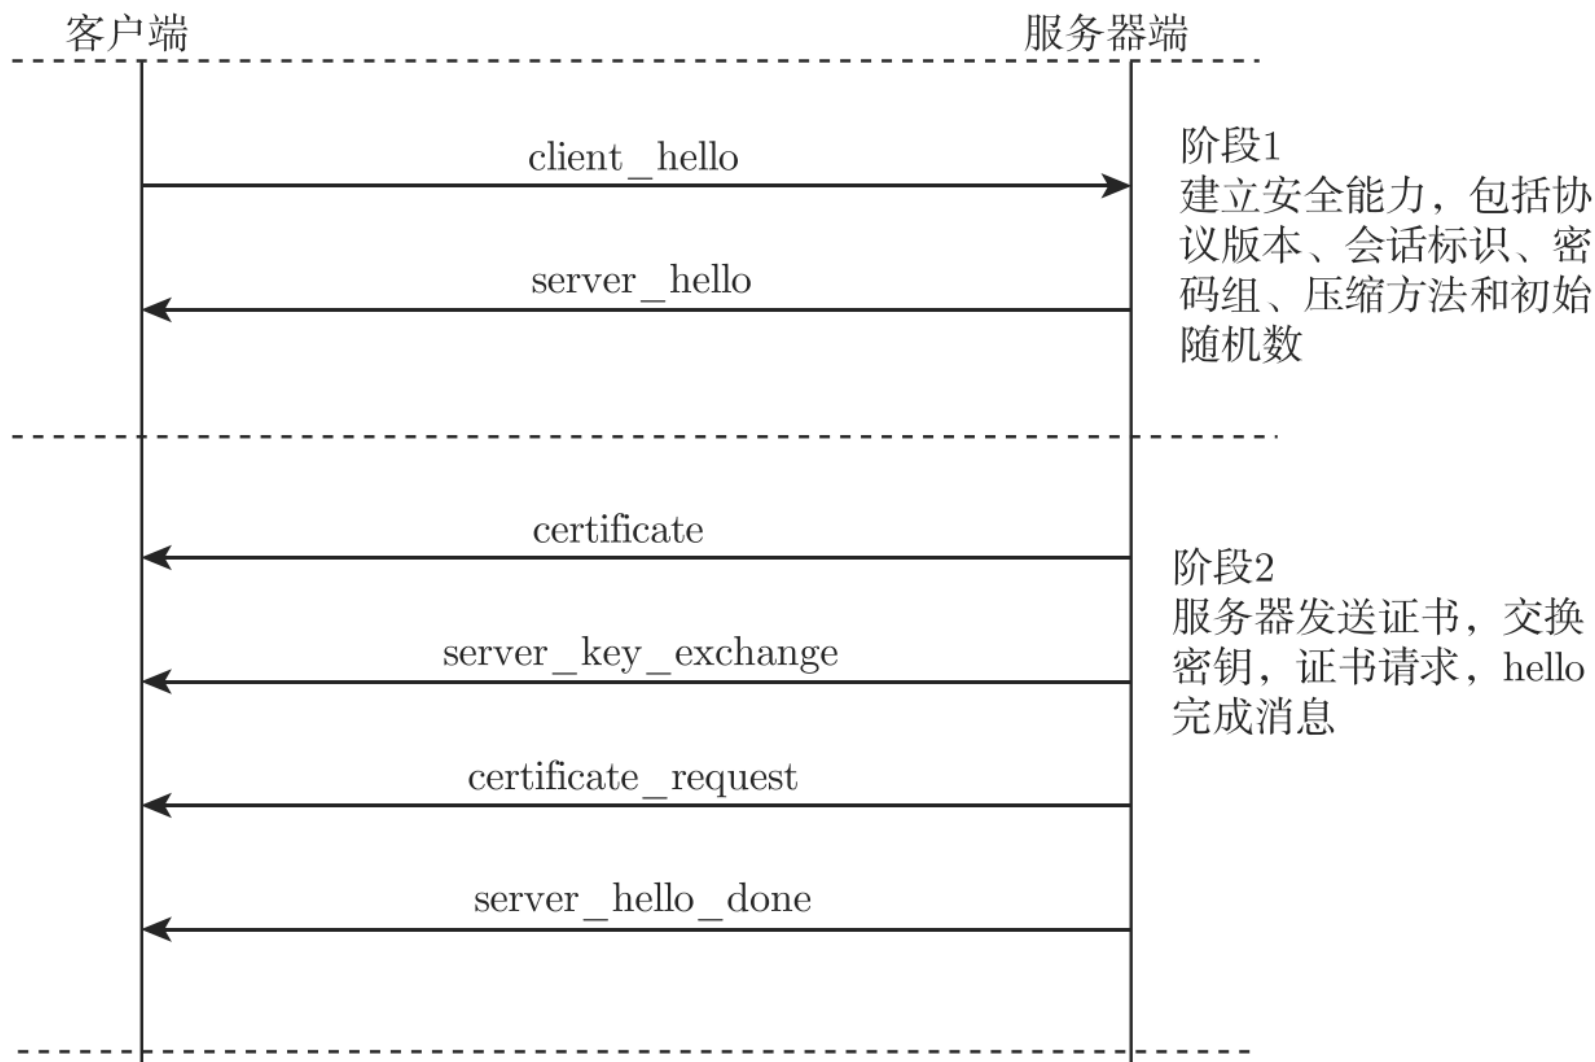 客户端
服务器端
client_hello
server_hello
阶段1
建立安全能力，包括协
议版本、会话标识、密
码组、压缩方法和初始
随机数
certificate
server_key_exchange
certificate_request
server_hello_done
阶段2
服务器发送证书，交换
密钥，证书请求，hello
完成消息